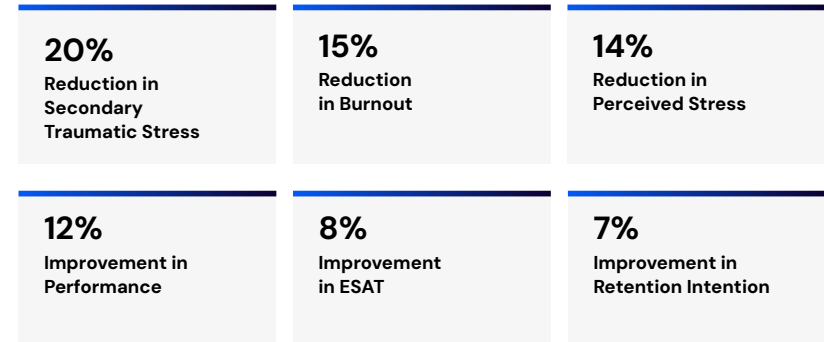 20%
Reduction in
Secondary
Traumatic Stress
15%
Reduction
in Burnout
14%
Reduction in
Perceived Stress
12%
Improvement in
Performance
8%
Improvement
in ESAT
7%
Improvement in
Retention Intention